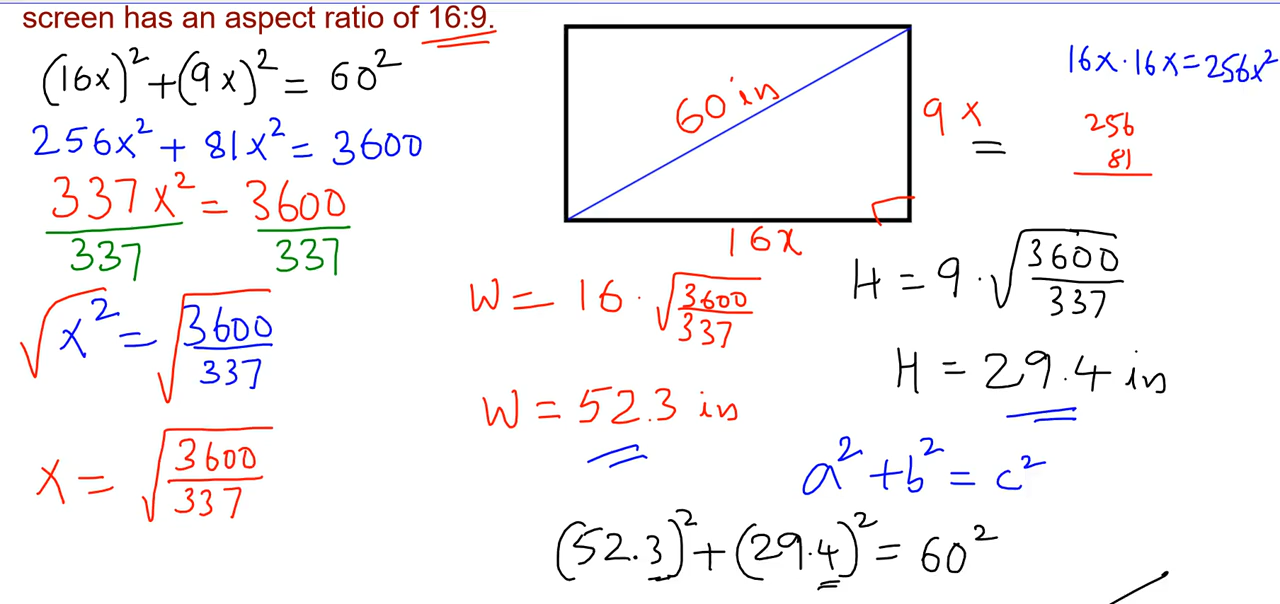 screen has an aspect ratio of 16:9.
(16x)²+(9x)² = 60²
256x² + 81x² = 3600
337x² = 3600
337 337
√x² = √3600/337
x = √3600/337
60 in
9x
16x
16x·16x=256x²
256
81
W = 16·√3600/337
W = 52.3 in
H = 9·√3600/337
H = 29.4 in
a²+b² = c²
(52.3)²+(29.4)² = 60²